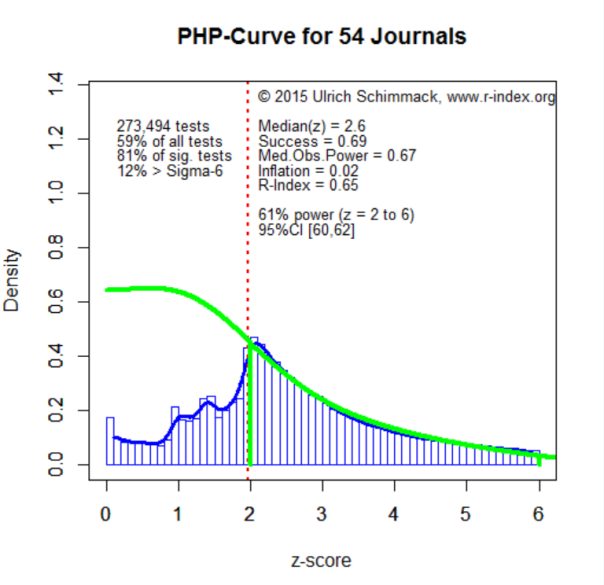 PHP-Curve for 54 Journals
© 2015 Ulrich Schimmack, www.r-index.org
273,494 tests
59% of all tests
81% of sig. tests
12% > Sigma-6
Median(z) = 2.6
Success = 0.69
Med.Obs.Power = 0.67
Inflation = 0.02
R-Index = 0.65
61% power (z = 2 to 6)
95%CI [60,62]
Density
1.4
1.2
1.0
0.8
0.6
0.4
0.2
0.0
0 1 2 3 4 5 6
z-score